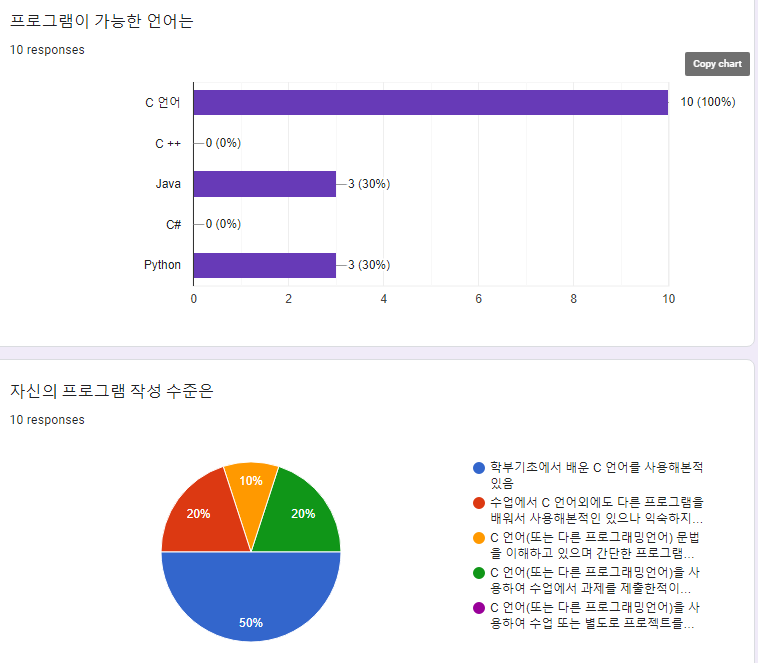 프로그램이 가능한 언어는
10 responses
Copy chart
C 언어
10 (100%)
C ++
0 (0%)
Java
3 (30%)
C#
0 (0%)
Python
3 (30%)
0 2 4 6 8 10
자신의 프로그램 작성 수준은
10 responses
10%
20%
20%
50%
학부기초에서 배운 C 언어를 사용해본적
있음
수업에서 C 언어외에도 다른 프로그램을
배워서 사용해본적인 있으나 익숙하지...
C 언어(또는 다른 프로그래밍언어) 문법
을 이해하고 있으며 간단한 프로그램...
C 언어(또는 다른 프로그래밍언어)을 사
용하여 수업에서 과제를 제출한적이...
C 언어(또는 다른 프로그래밍언어)을 사
용하여 수업 또는 별도로 프로젝트를...